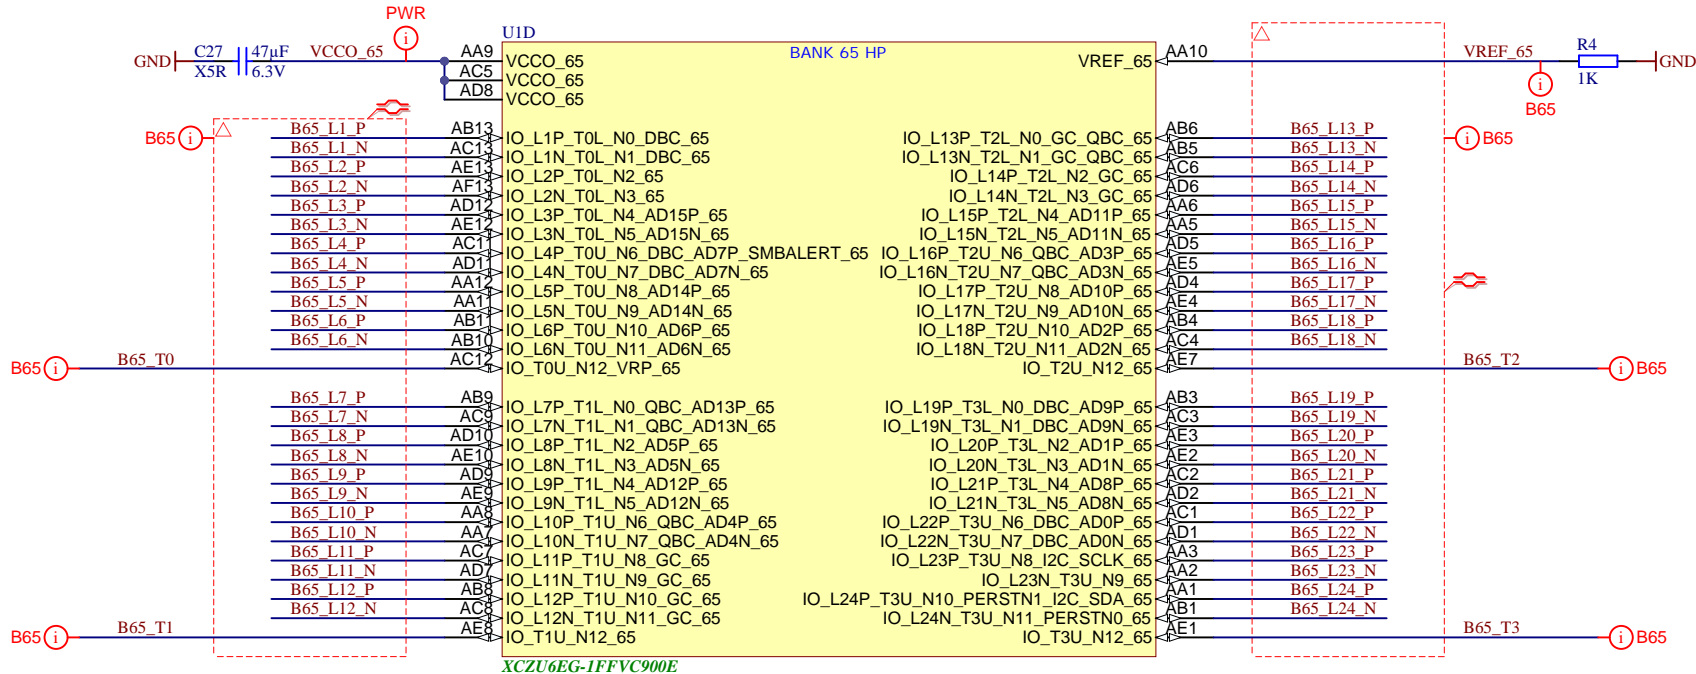 PWR
U1D
BANK 65 HP
GND C27 47µF VCCO_65 AA9 VCCO_65 VREF_65 AA10 VREF_65 R4 GND
X5R 6.3V AC5 VCCO_65 1K
AD8 VCCO_65 B65
B65 B65_L1_P AB13 IO_L1P_T0L_N0_DBC_65 IO_L13P_T2L_N0_GC_QBC_65 AB6 B65_L13_P B65
B65_L1_N AC13 IO_L1N_T0L_N1_DBC_65 IO_L13N_T2L_N1_GC_QBC_65 AB5 B65_L13_N
B65_L2_P AE13 IO_L2P_T0L_N2_65 IO_L14P_T2L_N2_GC_65 AC6 B65_L14_P
B65_L2_N AF13 IO_L2N_T0L_N3_65 IO_L14N_T2L_N3_GC_65 AD6 B65_L14_N
B65_L3_P AD12 IO_L3P_T0L_N4_AD15P_65 IO_L15P_T2L_N4_AD11P_65 AA6 B65_L15_P
B65_L3_N AE12 IO_L3N_T0L_N5_AD15N_65 IO_L15N_T2L_N5_AD11N_65 AA5 B65_L15_N
B65_L4_P AC11 IO_L4P_T0U_N6_DBC_AD7P_SMBALERT_65 IO_L16P_T2U_N6_QBC_AD3P_65 AD5 B65_L16_P
B65_L4_N AD11 IO_L4N_T0U_N7_DBC_AD7N_65 IO_L16N_T2U_N7_QBC_AD3N_65 AE5 B65_L16_N
B65_L5_P AA12 IO_L5P_T0U_N8_AD14P_65 IO_L17P_T2U_N8_AD10P_65 AD4 B65_L17_P
B65_L5_N AA11 IO_L5N_T0U_N9_AD14N_65 IO_L17N_T2U_N9_AD10N_65 AE4 B65_L17_N
B65_L6_P AB11 IO_L6P_T0U_N10_AD6P_65 IO_L18P_T2U_N10_AD2P_65 AB4 B65_L18_P
B65_L6_N AB10 IO_L6N_T0U_N11_AD6N_65 IO_L18N_T2U_N11_AD2N_65 AC4 B65_L18_N
B65 B65_T0 AC12 IO_T0U_N12_VRP_65 IO_T2U_N12_65 AE7 B65_T2 B65
B65_L7_P AB9 IO_L7P_T1L_N0_QBC_AD13P_65 IO_L19P_T3L_N0_DBC_AD9P_65 AB3 B65_L19_P
B65_L7_N AC9 IO_L7N_T1L_N1_QBC_AD13N_65 IO_L19N_T3L_N1_DBC_AD9N_65 AC3 B65_L19_N
B65_L8_P AD10 IO_L8P_T1L_N2_AD5P_65 IO_L20P_T3L_N2_AD1P_65 AE3 B65_L20_P
B65_L8_N AE10 IO_L8N_T1L_N3_AD5N_65 IO_L20N_T3L_N3_AD1N_65 AE2 B65_L20_N
B65_L9_P AD9 IO_L9P_T1L_N4_AD12P_65 IO_L21P_T3L_N4_AD8P_65 AC2 B65_L21_P
B65_L9_N AE9 IO_L9N_T1L_N5_AD12N_65 IO_L21N_T3L_N5_AD8N_65 AD2 B65_L21_N
B65_L10_P AA8 IO_L10P_T1U_N6_QBC_AD4P_65 IO_L22P_T3U_N6_DBC_AD0P_65 AC1 B65_L22_P
B65_L10_N AA7 IO_L10N_T1U_N7_QBC_AD4N_65 IO_L22N_T3U_N7_DBC_AD0N_65 AD1 B65_L22_N
B65_L11_P AC7 IO_L11P_T1U_N8_GC_65 IO_L23P_T3U_N8_I2C_SCLK_65 AA3 B65_L23_P
B65_L11_N AD7 IO_L11N_T1U_N9_GC_65 IO_L23N_T3U_N9_65 AA2 B65_L23_N
B65_L12_P AB8 IO_L12P_T1U_N10_GC_65 IO_L24P_T3U_N10_PERSTN1_I2C_SDA_65 AA1 B65_L24_P
B65_L12_N AC8 IO_L12N_T1U_N11_GC_65 IO_L24N_T3U_N11_PERSTN0_65 AB1 B65_L24_N
B65 B65_T1 AE8 IO_T1U_N12_65 IO_T3U_N12_65 AE1 B65_T3 B65
XCZU6EG-1FFVC900E